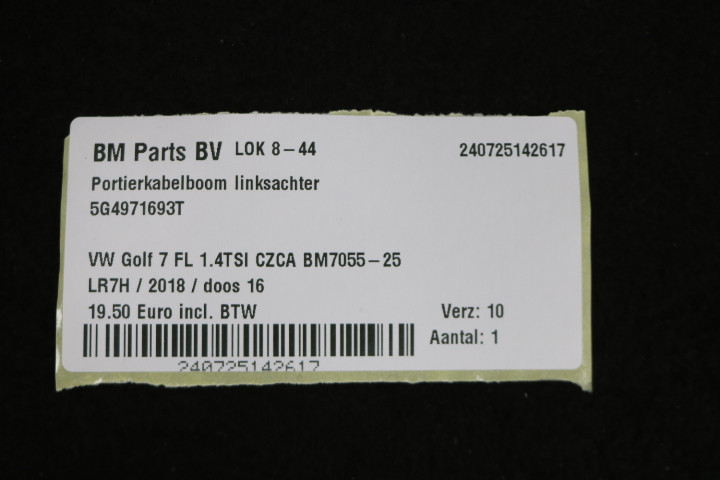 BM Parts BV LOK 8-44 240725142617
Portierkabelboom linksachter
5G4971693T
VW Golf 7 FL 1.4TSI CZCA BM7055-25
LR7H / 2018 / doos 16
19.50 Euro incl. BTW Verz: 10
Aantal: 1
240725142617